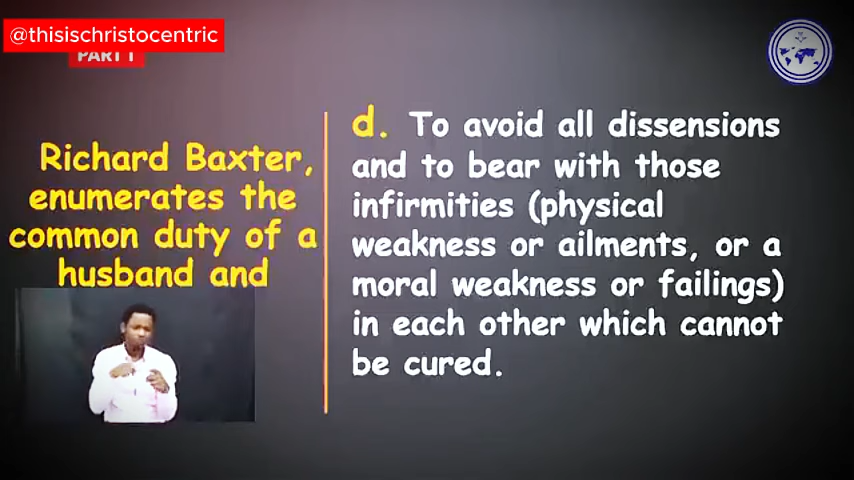 @thisischristocentric
PART 1
Richard Baxter,
enumerates the
common duty of a
husband and
d. To avoid all dissensions
and to bear with those
infirmities (physical
weakness or ailments, or a
moral weakness or failings)
in each other which cannot
be cured.